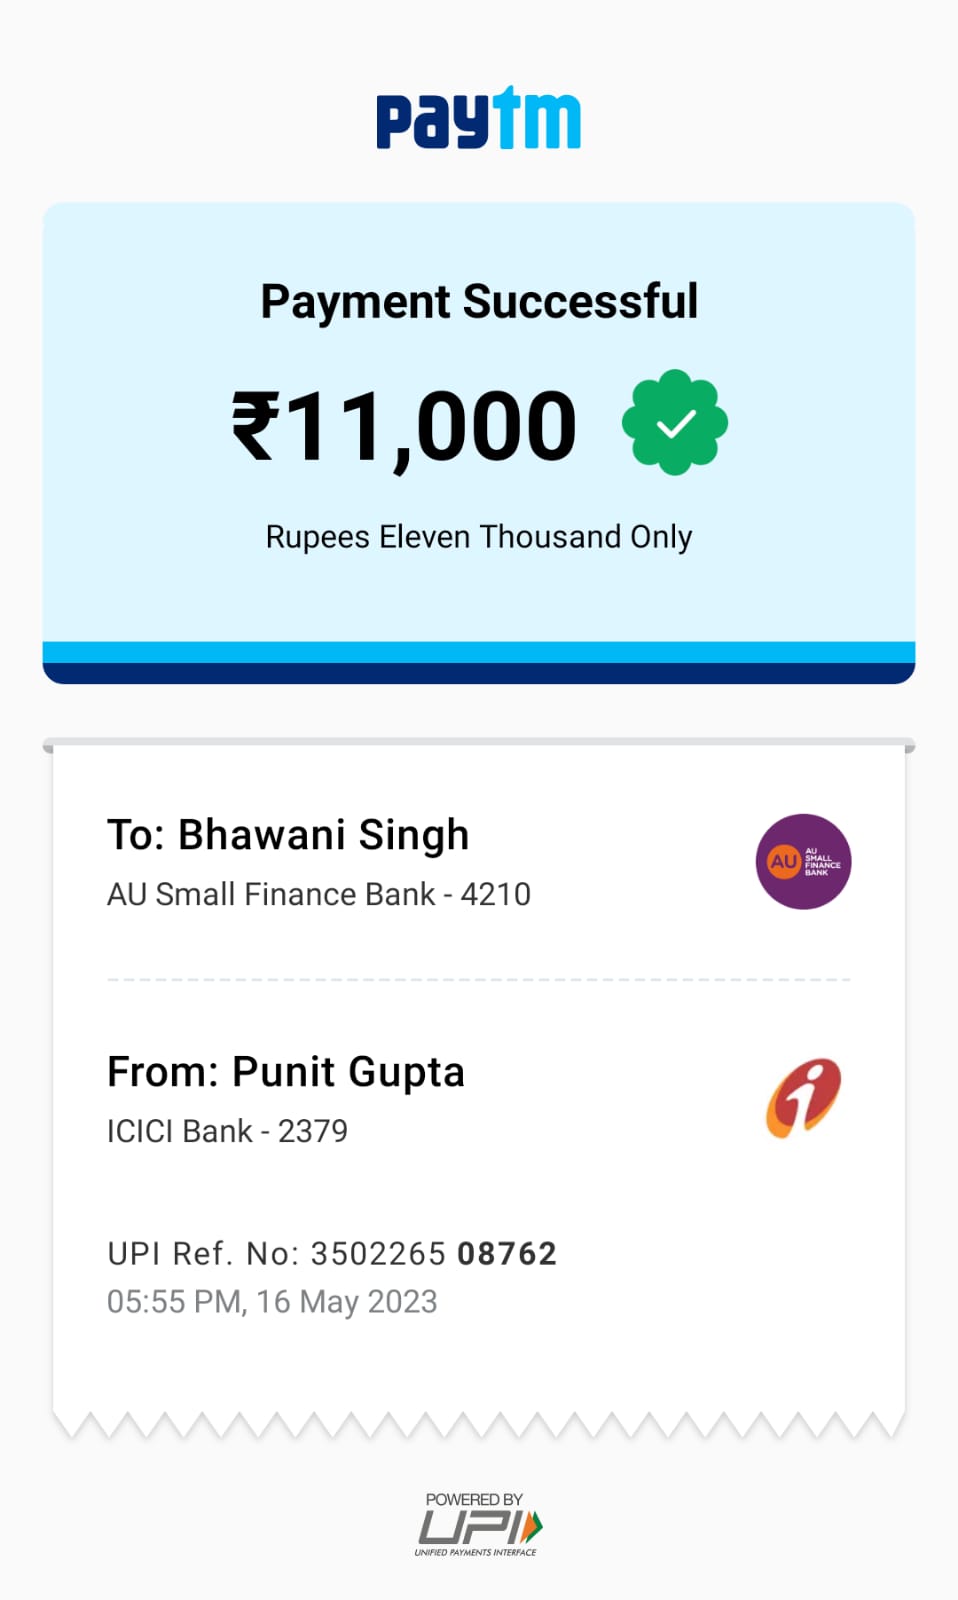 paytm
Payment Successful
₹11,000
Rupees Eleven Thousand Only
To: Bhawani Singh
AU Small Finance Bank - 4210
AU
AU
SMALL
FINANCE
BANK
From: Punit Gupta
ICICI Bank - 2379
i
UPI Ref. No: 3502265 08762
05:55 PM, 16 May 2023
POWERED BY
UPI
UNIFIED PAYMENTS INTERFACE